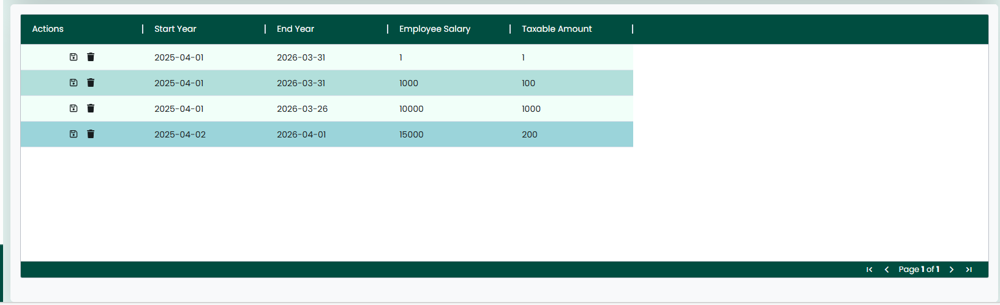 Actions | Start Year | End Year | Employee Salary | Taxable Amount |
2025-04-01 2026-03-31 1 1
2025-04-01 2026-03-31 1000 100
2025-04-01 2026-03-26 10000 1000
2025-04-02 2026-04-01 15000 200
Page 1 of 1